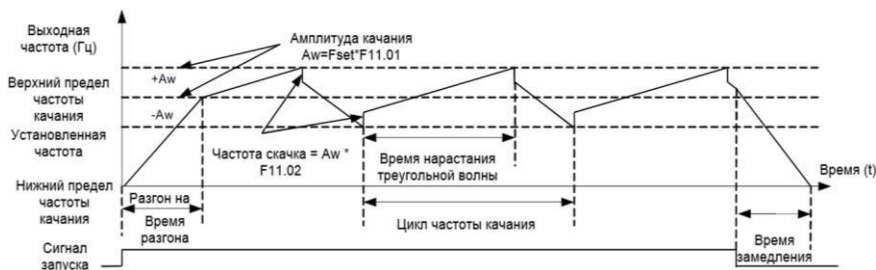 Выходная
частота (Гц)
Амплитуда качания
Aw=Fset*F11.01
+Aw
Верхний предел
частоты
качания
-Aw
Установленная
частота
Частота скачка = Aw *
F11.02
Время нарастания
треугольной волны
Время (t)
Нижний предел
частоты
качания
Разгон на
Время
разгона
Цикл частоты качания
Сигнал
запуска
Время
замедления